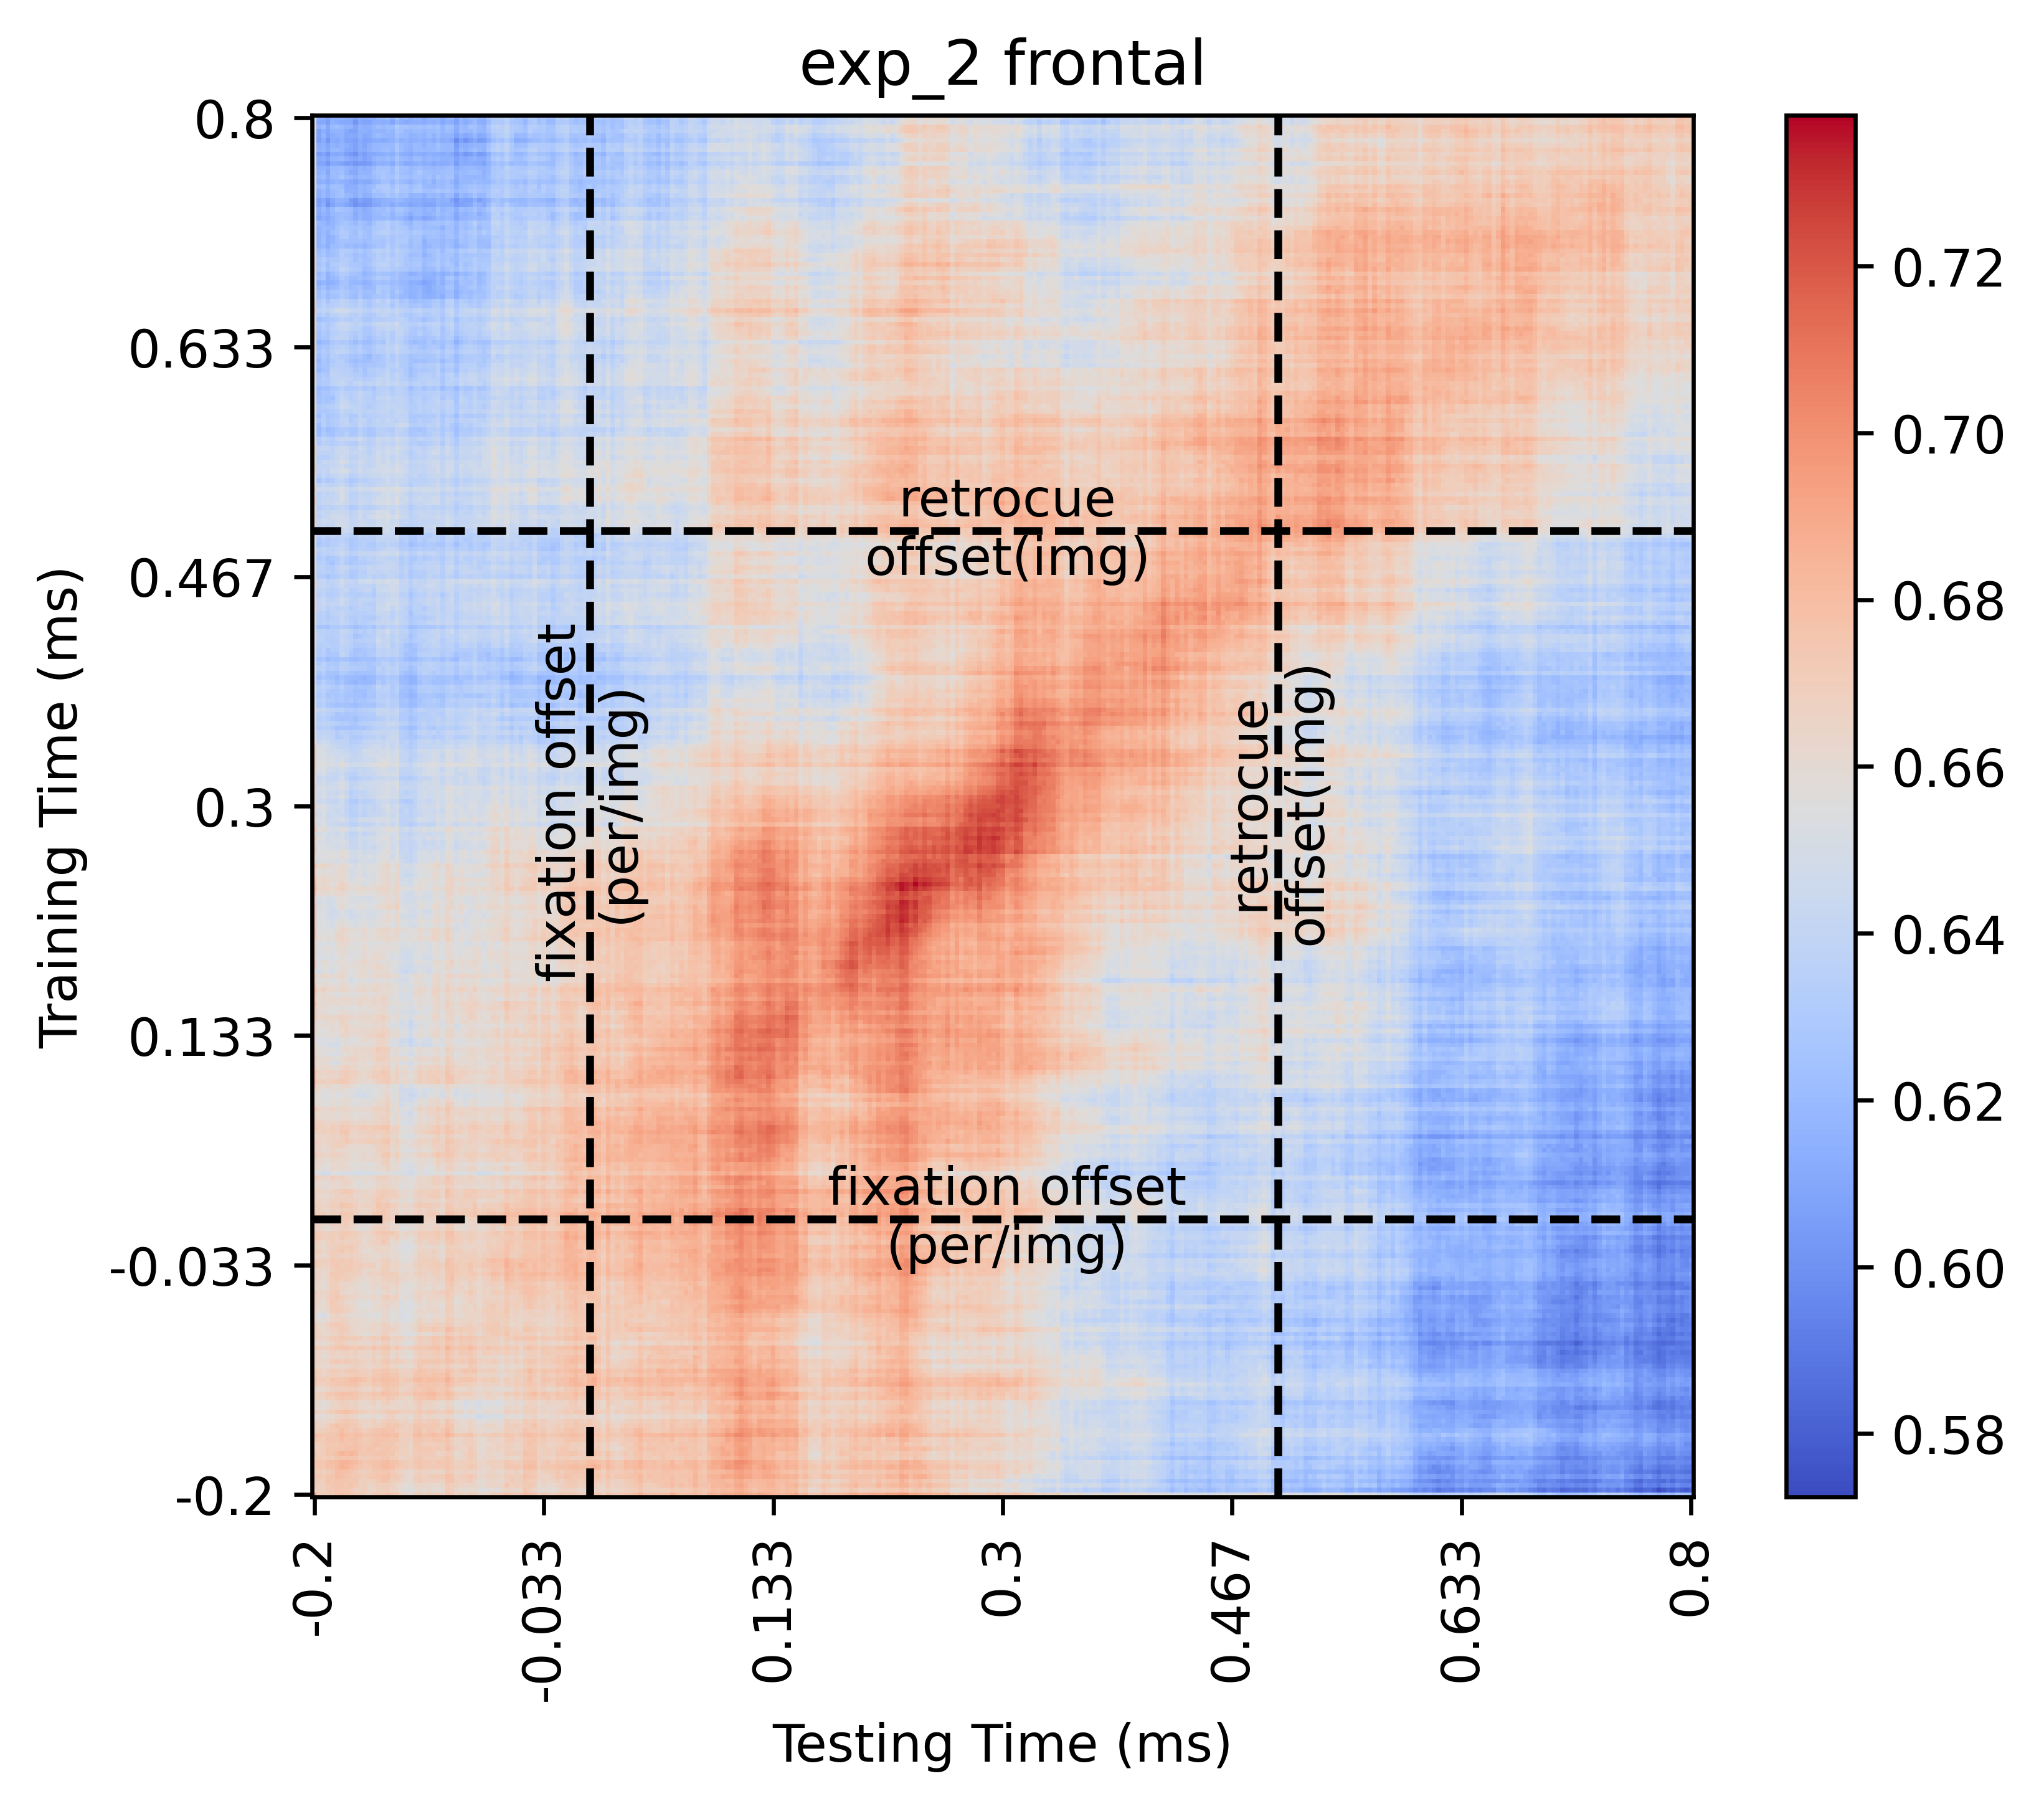 exp_2 frontal
0.8
0.633
0.467
0.3
0.133
-0.033
-0.2
Training Time (ms)
retrocue
offset(img)
fixation offset
(per/img)
retrocue
offset(img)
fixation offset
(per/img)
-0.2
-0.033
0.133
0.3
0.467
0.633
0.8
Testing Time (ms)
0.72
0.70
0.68
0.66
0.64
0.62
0.60
0.58